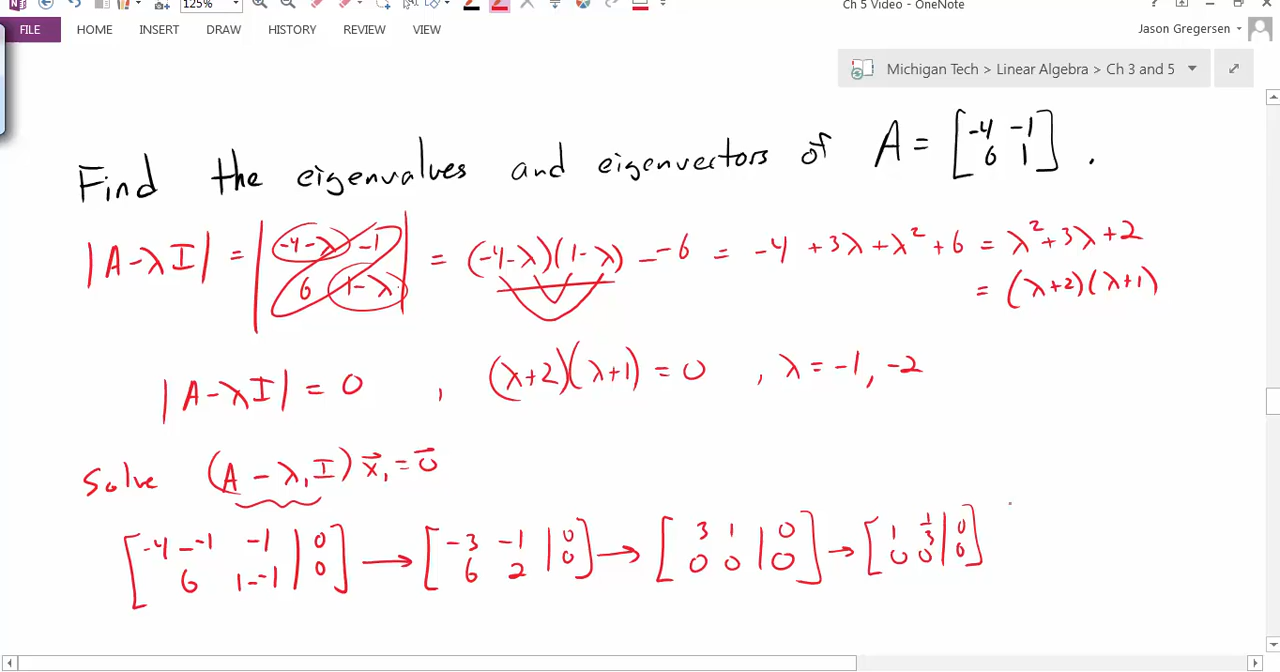 125%
Ch 5 Video - OneNote
FILE HOME INSERT DRAW HISTORY REVIEW VIEW
Jason Gregersen
Michigan Tech > Linear Algebra > Ch 3 and 5
Find the eigenvalues and eigenvectors of A = [-4 -1; 6 1].
|A-λI| = |-4-λ -1; 6 1-λ| = (-4-λ)(1-λ) - -6 = -4 + 3λ + λ² + 6 = λ² + 3λ + 2
= (λ+2)(λ+1)
|A-λI| = 0 , (λ+2)(λ+1) = 0 , λ = -1, -2
Solve (A - λ₁I) x⃗₁ = 0⃗
[-4--1 -1 | 0; 6 1--1 | 0] → [-3 -1 | 0; 6 2 | 0] → [3 1 | 0; 0 0 | 0] → [1 1/3 | 0; 0 0 | 0]